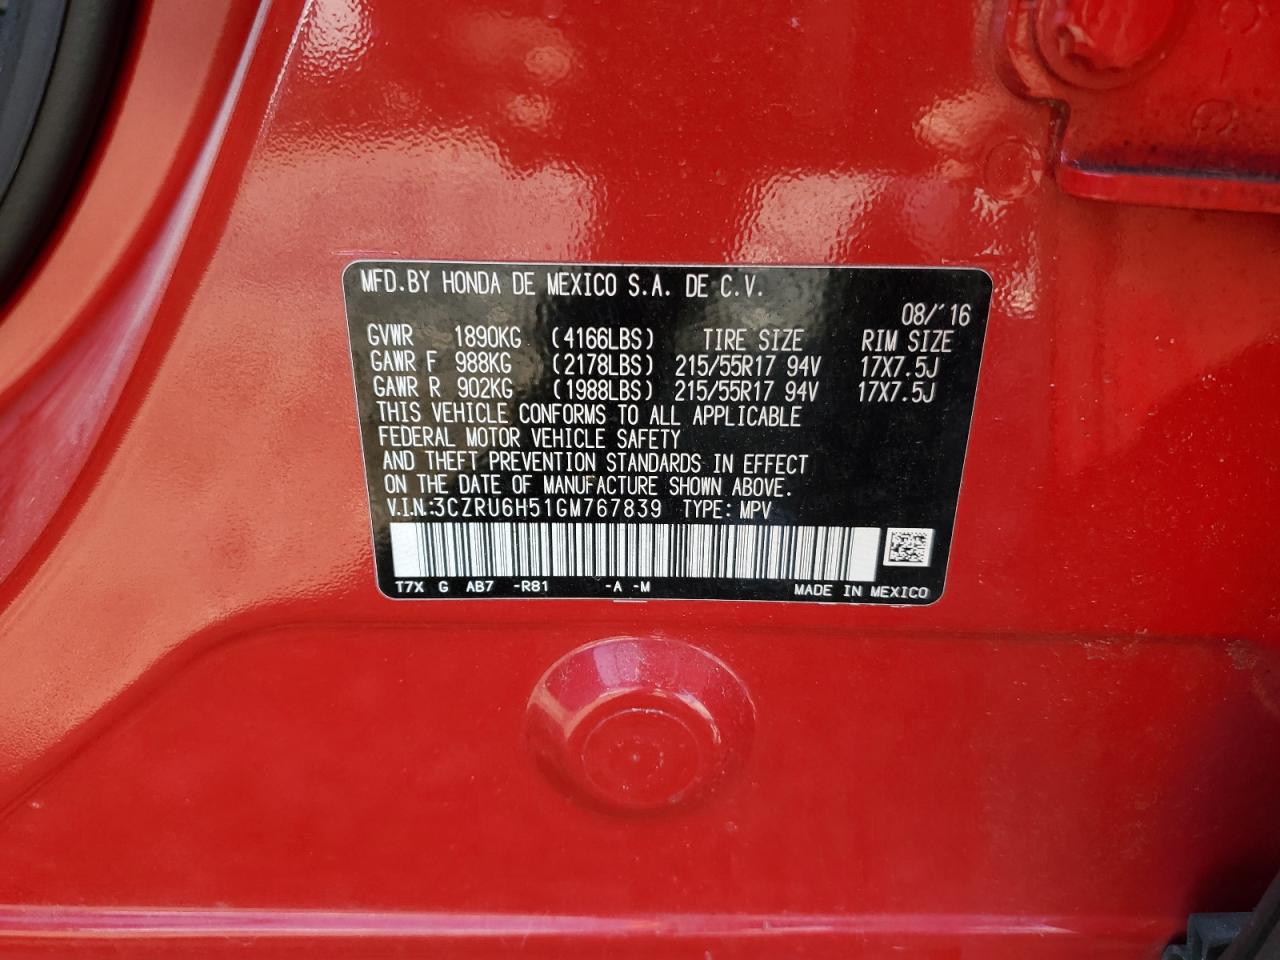 MFD.BY HONDA DE MEXICO S.A. DE C.V.
08/'16
GVWR 1890KG (4166LBS) TIRE SIZE RIM SIZE
GAWR F 988KG (2178LBS) 215/55R17 94V 17X7.5J
GAWR R 902KG (1988LBS) 215/55R17 94V 17X7.5J
THIS VEHICLE CONFORMS TO ALL APPLICABLE
FEDERAL MOTOR VEHICLE SAFETY
AND THEFT PREVENTION STANDARDS IN EFFECT
ON THE DATE OF MANUFACTURE SHOWN ABOVE.
V.I.N.:3CZRU6H51GM767839 TYPE: MPV
T7X G AB7 -R81 -A -M MADE IN MEXICO